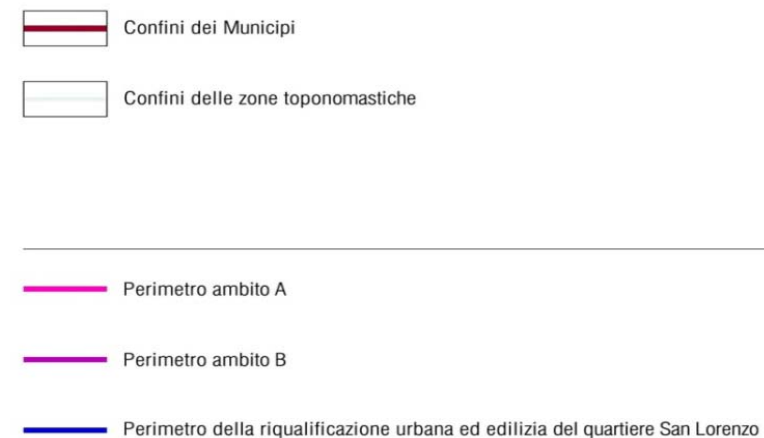 Confini dei Municipi
Confini delle zone toponomastiche
Perimetro ambito A
Perimetro ambito B
Perimetro della riqualificazione urbana ed edilizia del quartiere San Lorenzo